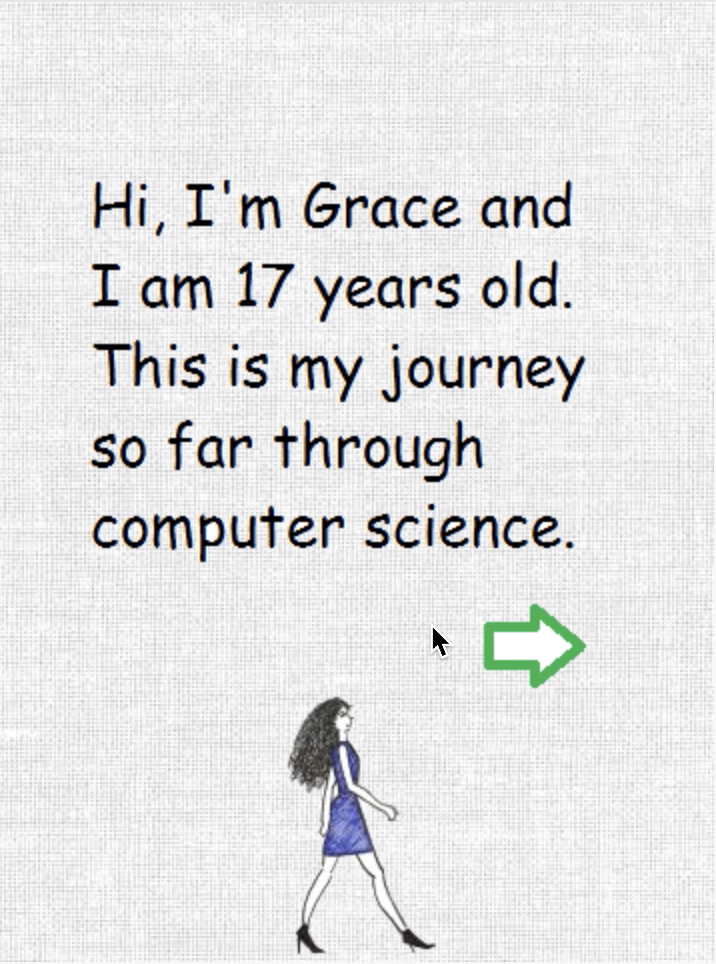 Hi, I'm Grace and
I am 17 years old.
This is my journey
so far through
computer science.